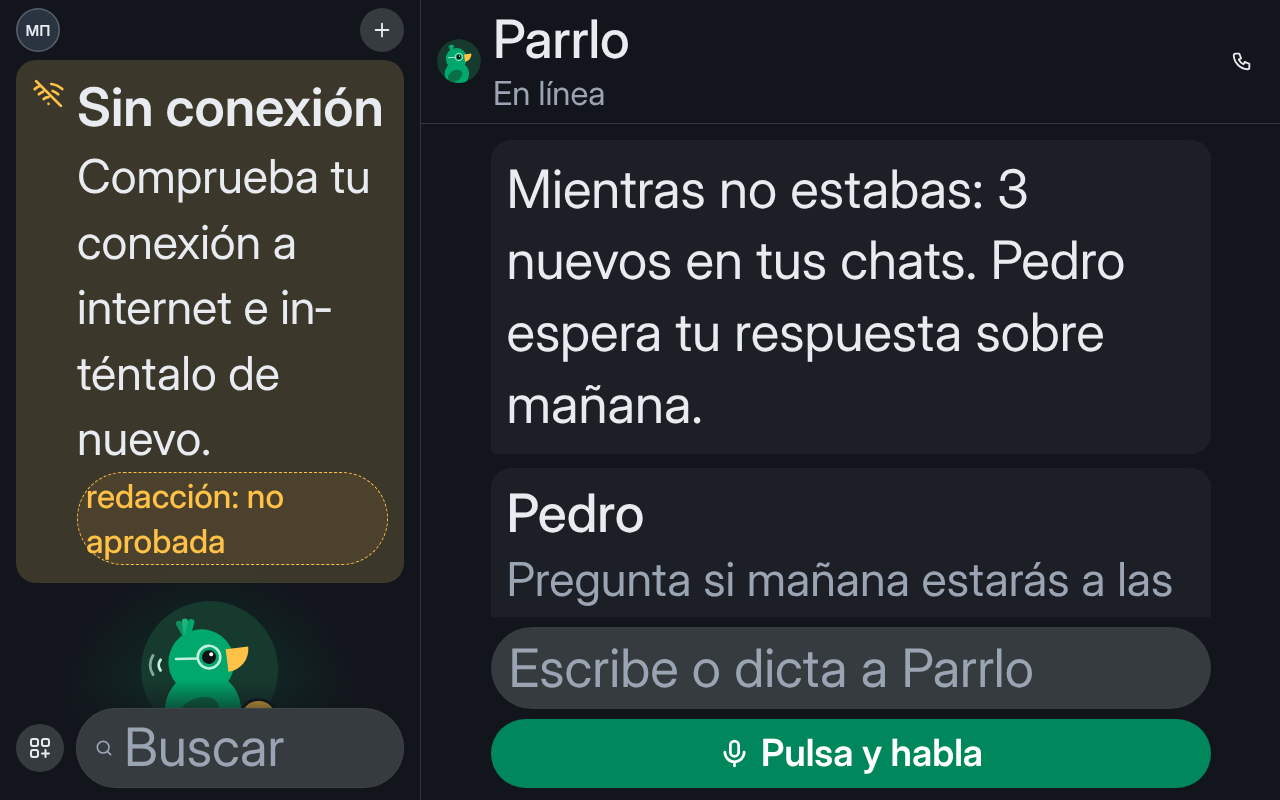 МП
Sin conexión
Comprueba tu
conexión a
internet e in-
téntalo de
nuevo.
redacción: no
aprobada
Buscar
Parrlo
En línea
Mientras no estabas: 3
nuevos en tus chats. Pedro
espera tu respuesta sobre
mañana.
Pedro
Pregunta si mañana estarás a las
Escribe o dicta a Parrlo
Pulsa y habla